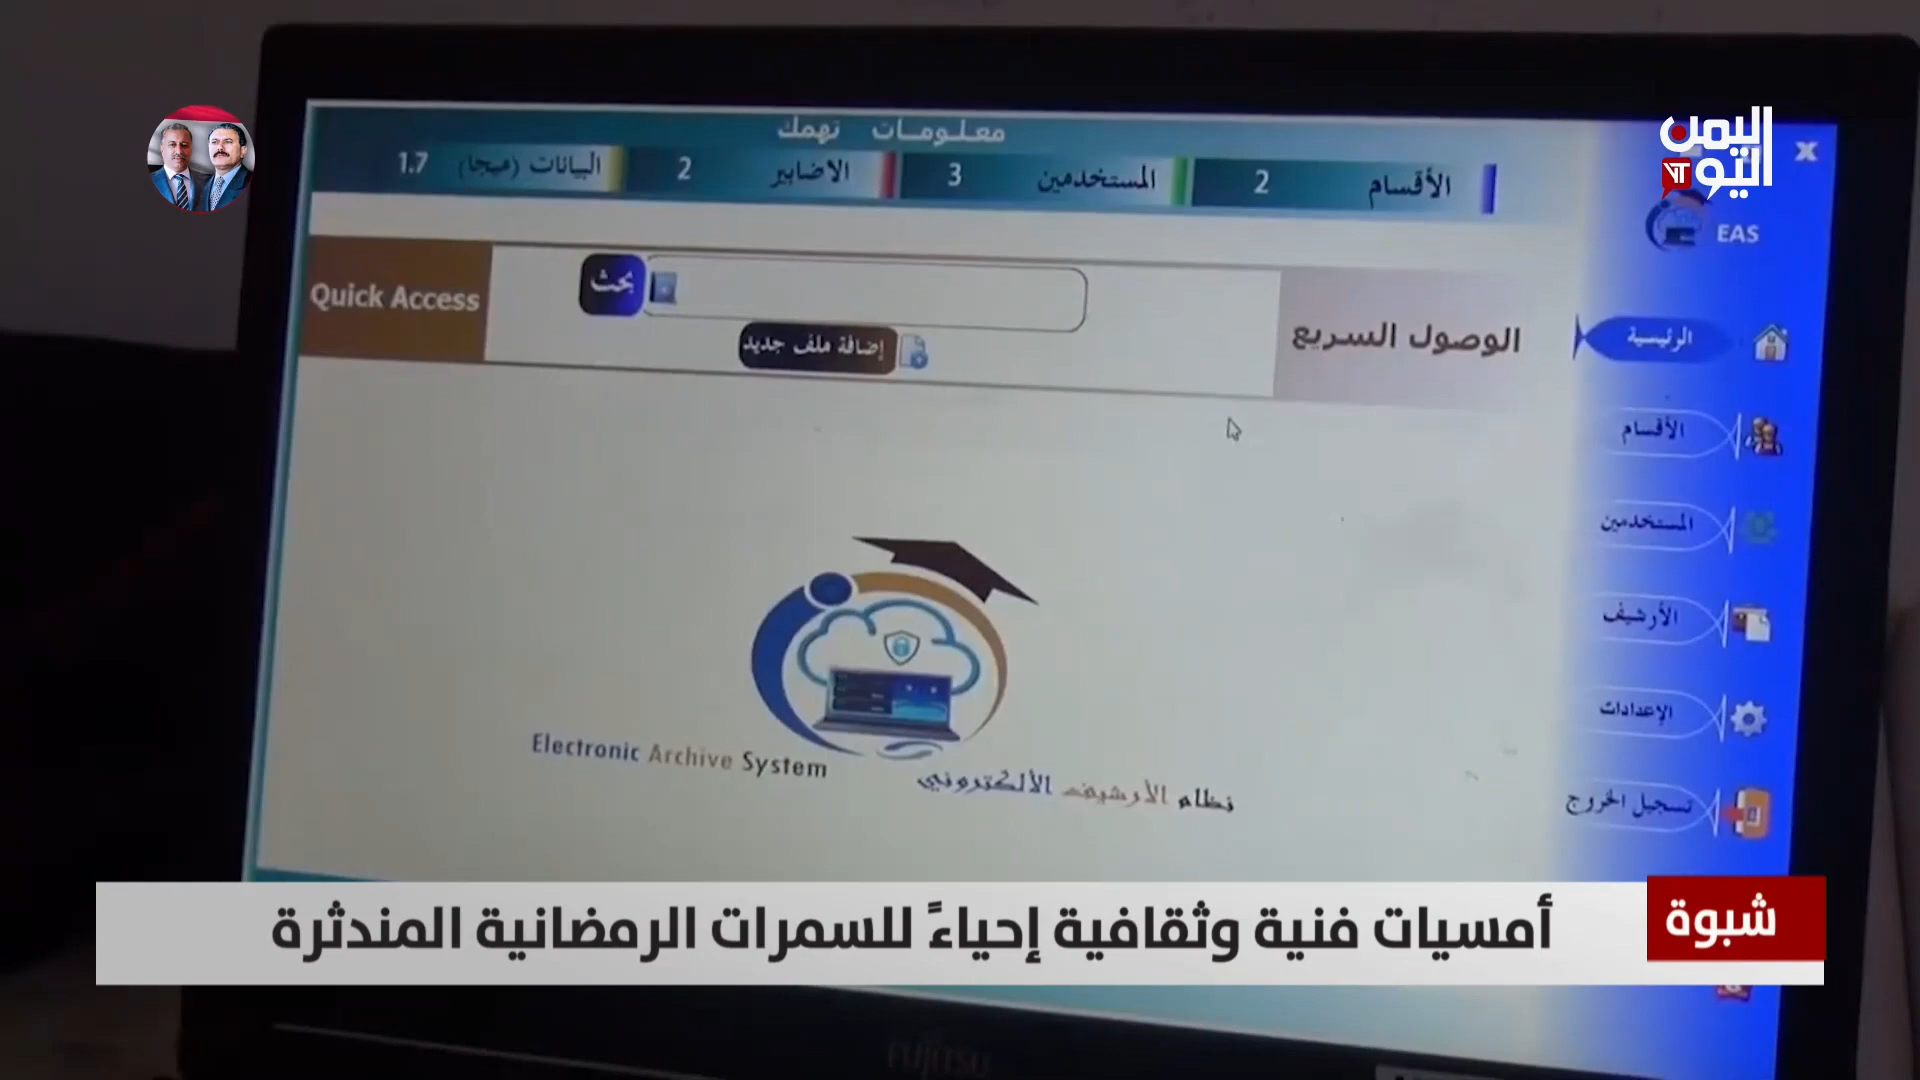 اليمن
اليوم
YT
x
EAS
معلومات تهمك
الأقسام 2
المستخدمين 3
الاضابير 2
البيانات (ميجا) 1.7
الوصول السريع
بحث
إضافة ملف جديد
Quick Access
الرئيسية
الأقسام
المستخدمين
الأرشيف
الإعدادات
تسجيل الخروج
Electronic Archive System
نظام الأرشيف الألكتروني
شبوة
أمسيات فنية وثقافية إحياءً للسمرات الرمضانية المندثرة
FUJITSU